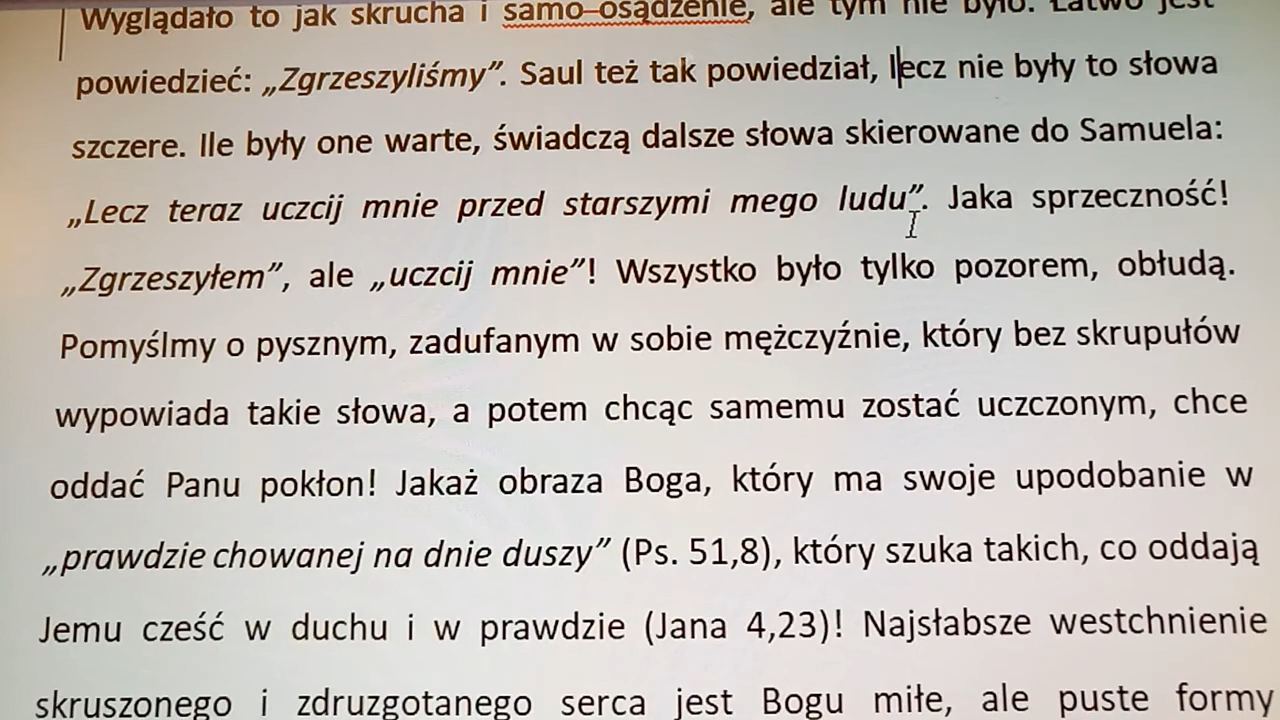 Wyglądało to jak skrucha i samo-osądzenie, ale tym nie było. Łatwo jest
powiedzieć: „Zgrzeszyliśmy”. Saul też tak powiedział, lecz nie były to słowa
szczere. Ile były one warte, świadczą dalsze słowa skierowane do Samuela:
„Lecz teraz uczcij mnie przed starszymi mego ludu”. Jaka sprzeczność!
„Zgrzeszyłem”, ale „uczcij mnie”! Wszystko było tylko pozorem, obłudą.
Pomyślmy o pysznym, zadufanym w sobie mężczyźnie, który bez skrupułów
wypowiada takie słowa, a potem chcąc samemu zostać uczczonym, chce
oddać Panu pokłon! Jakaż obraza Boga, który ma swoje upodobanie w
„prawdzie chowanej na dnie duszy” (Ps. 51,8), który szuka takich, co oddają
Jemu cześć w duchu i w prawdzie (Jana 4,23)! Najsłabsze westchnienie
skruszonego i zdruzgotanego serca jest Bogu miłe, ale puste formy